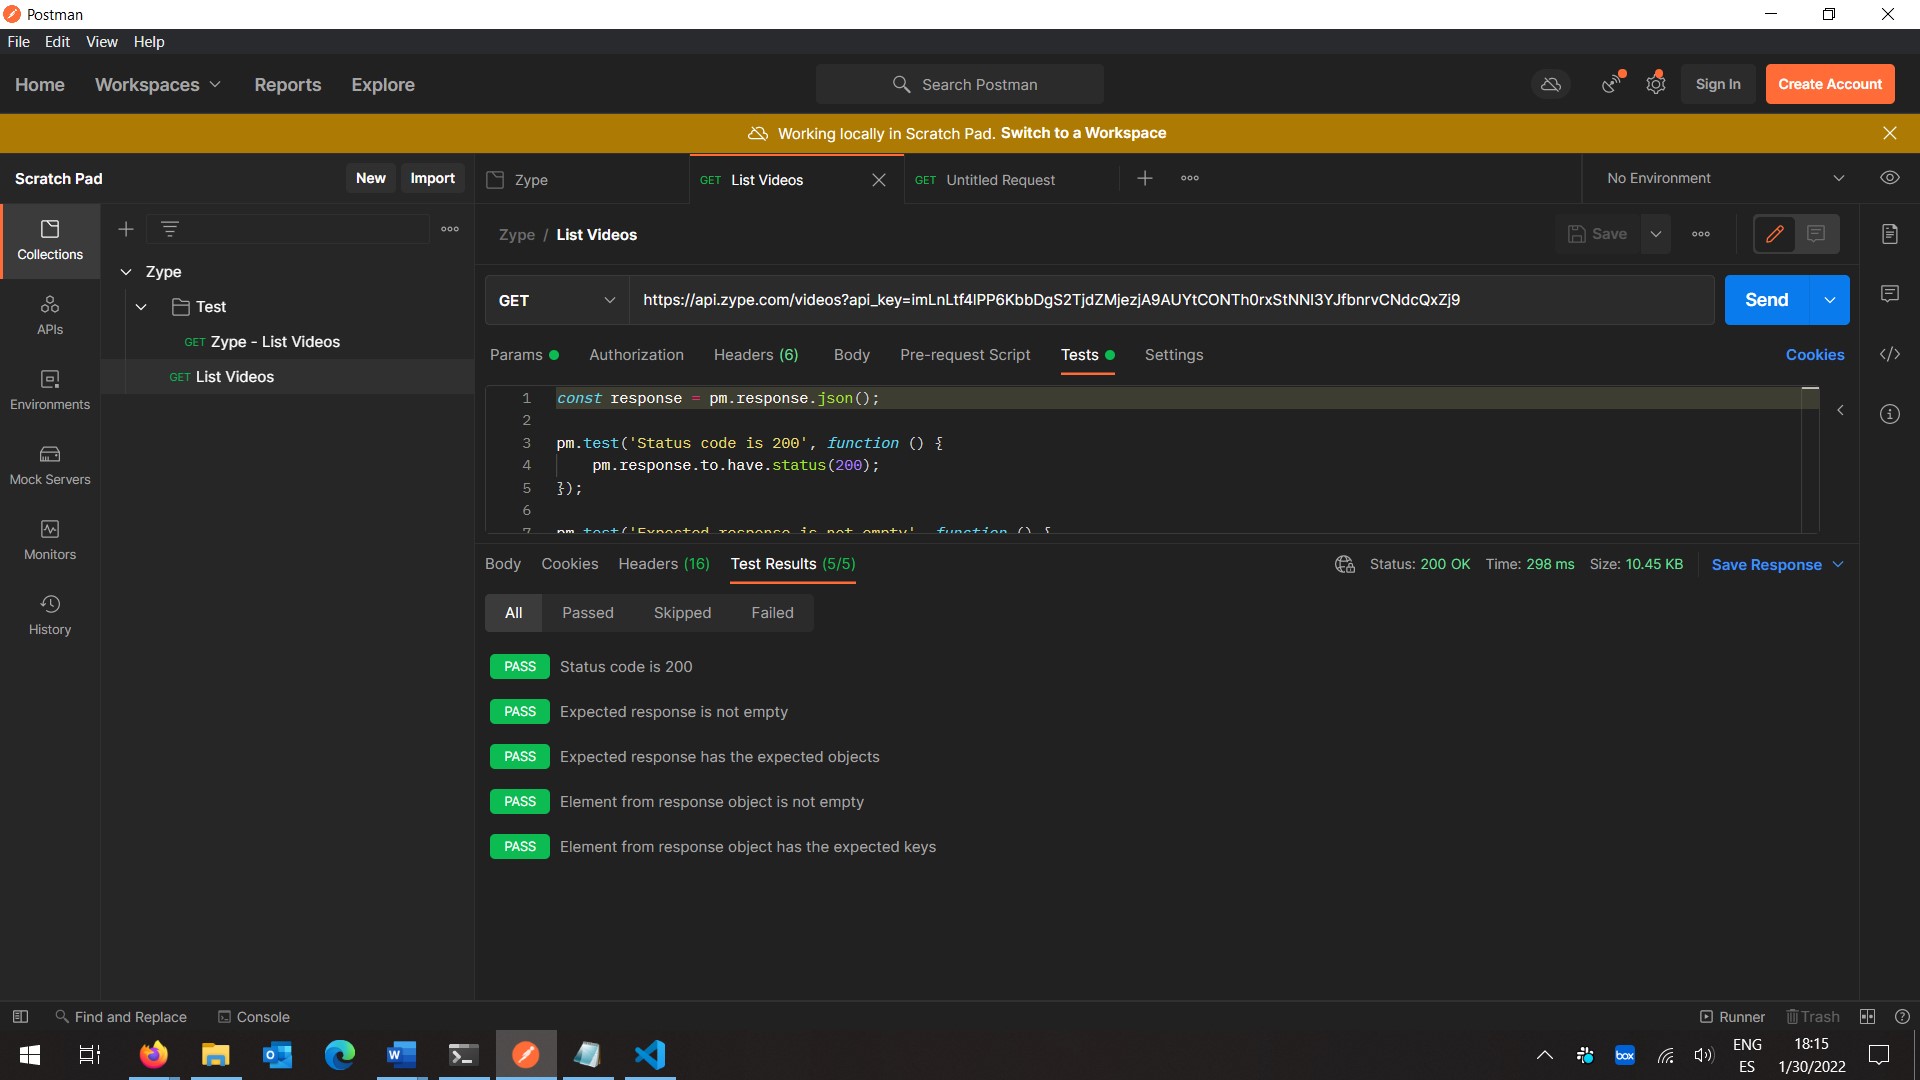 Postman
File Edit View Help
Home Workspaces Reports Explore Search Postman Sign In Create Account
Working locally in Scratch Pad. Switch to a Workspace
Scratch Pad New Import Zype GET List Videos GET Untitled Request No Environment
Collections
Zype / List Videos Save
Zype
Test
GET Zype - List Videos
GET List Videos
APIs
Environments
Mock Servers
Monitors
History
GET https://api.zype.com/videos?api_key=imLnLtf4lPP6KbbDgS2TjdZMjezjA9AUYtCONTh0rxStNNl3YJfbnrvCNdcQxZj9 Send
Params Authorization Headers (6) Body Pre-request Script Tests Settings Cookies
1 const response = pm.response.json();
2
3 pm.test('Status code is 200', function () {
4 pm.response.to.have.status(200);
5 });
6
7 pm.test('Expected response is not empty', function () {
Body Cookies Headers (16) Test Results (5/5) Status: 200 OK Time: 298 ms Size: 10.45 KB Save Response
All Passed Skipped Failed
PASS Status code is 200
PASS Expected response is not empty
PASS Expected response has the expected objects
PASS Element from response object is not empty
PASS Element from response object has the expected keys
Find and Replace Console Runner Trash
box ENG 18:15
ES 1/30/2022